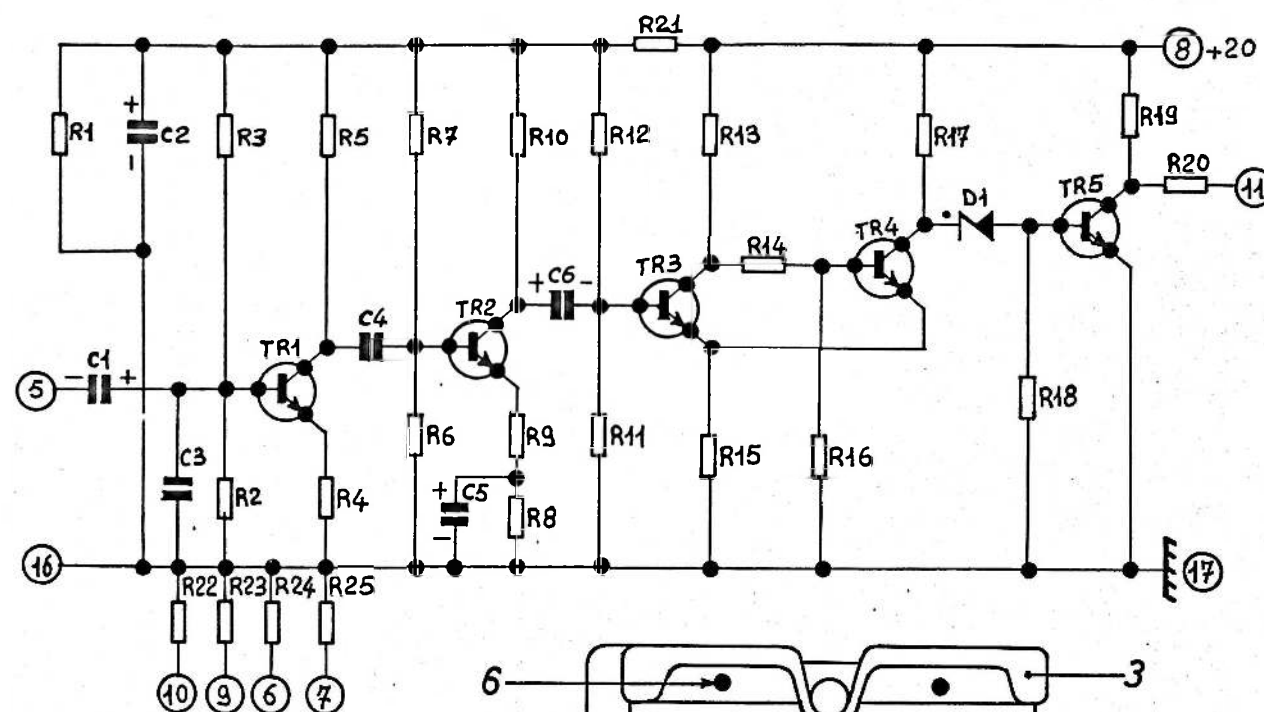 R21
8 +20
R1 + C2 - R3 R5 R7 R10 R12 R13 R17 R19
R20 11
TR5
D1
TR4
R14
TR3
+ C6 -
TR2
C4
TR1
5 - C1 +
R18
R6 R9 R11 R15 R16
C3 R2 R4 + C5 - R8
16 17
R22 R23 R24 R25
10 9 6 7
6 3